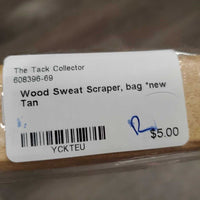 The Tack Collector
608396-69
Wood Sweat Scraper, bag *new
Tan
$5.00
YCKTEU